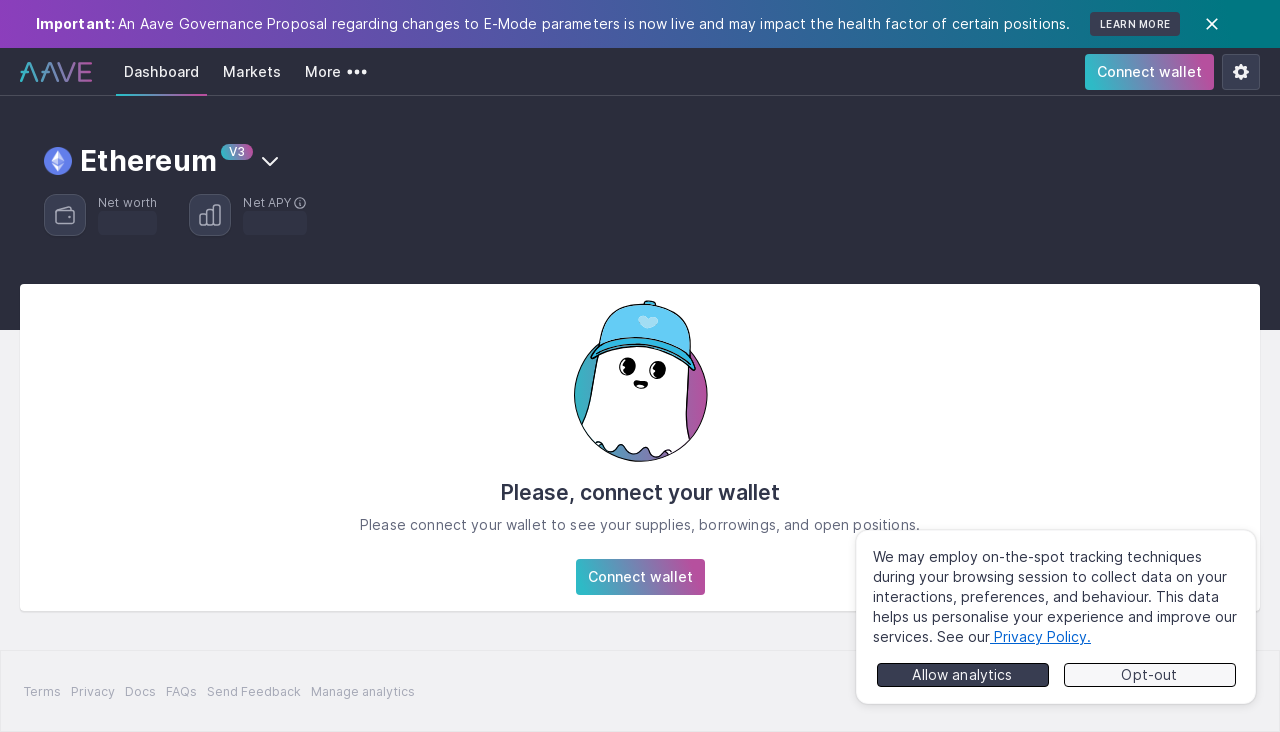 Important: An Aave Governance Proposal regarding changes to E-Mode parameters is now live and may impact the health factor of certain positions.
LEARN MORE
AAVE
Dashboard
Markets
More
Connect wallet
Ethereum V3
Net worth
Net APY
Please, connect your wallet
Please connect your wallet to see your supplies, borrowings, and open positions.
Connect wallet
We may employ on-the-spot tracking techniques
during your browsing session to collect data on your
interactions, preferences, and behaviour. This data
helps us personalise your experience and improve our
services. See our Privacy Policy.
Allow analytics
Opt-out
Terms
Privacy
Docs
FAQs
Send Feedback
Manage analytics